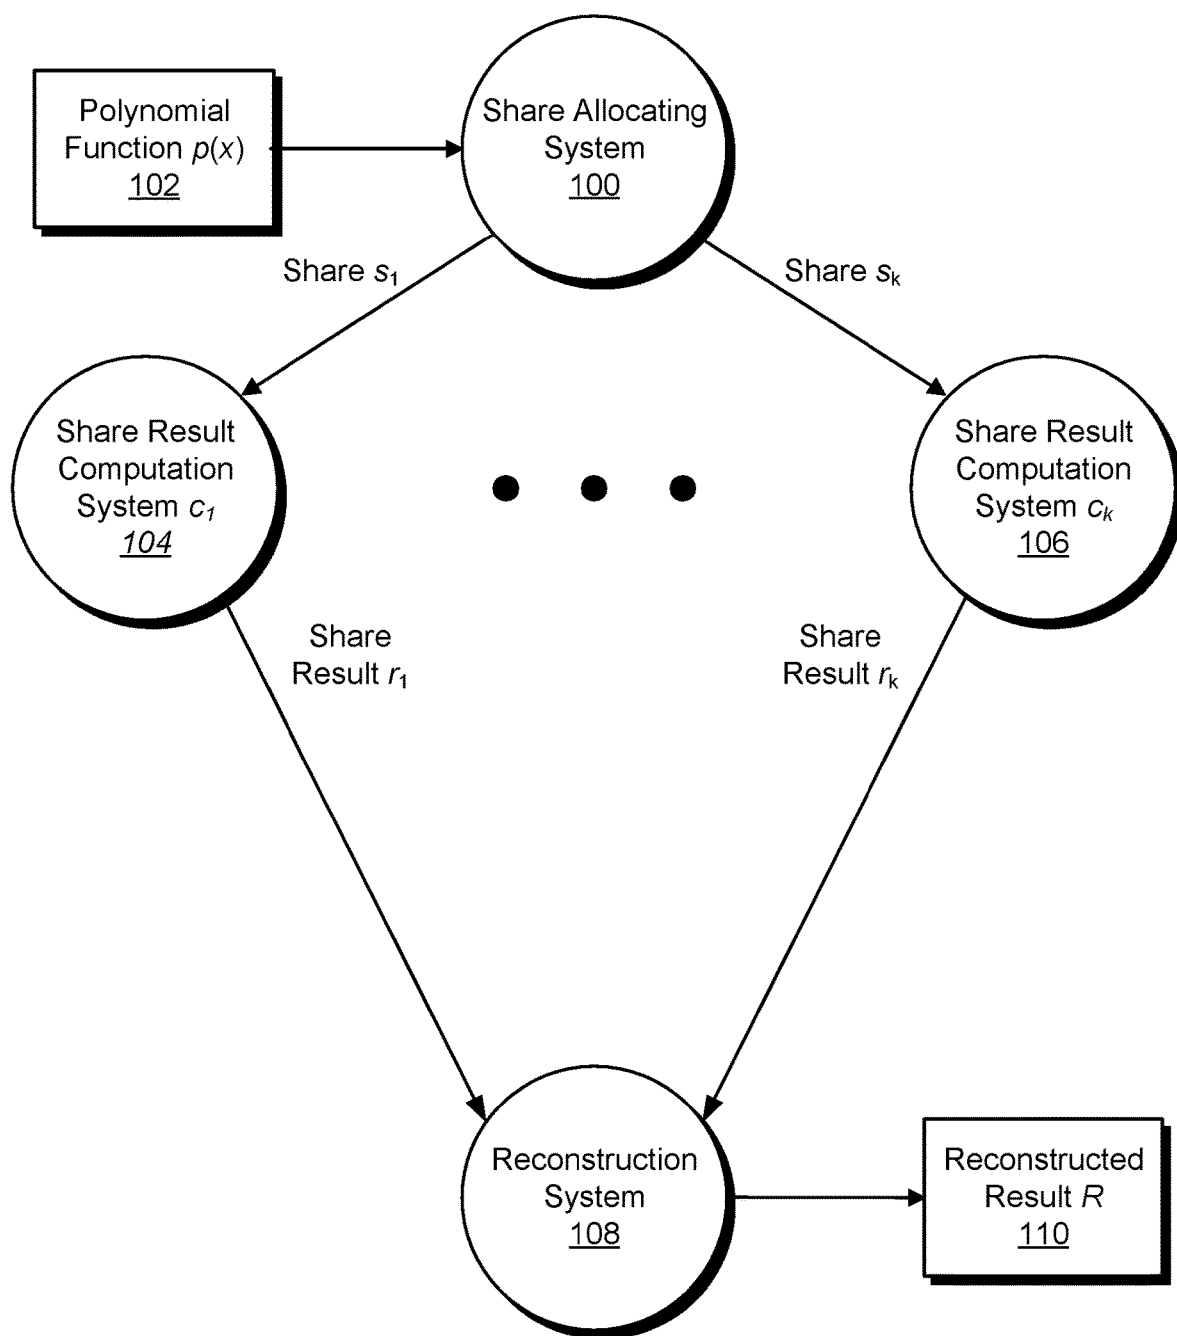 Polynomial
Function p(x)
102
Share Allocating
System
100
Share s1
Share sk
Share Result
Computation
System c1
104
Share Result
Computation
System ck
106
Share
Result r1
Share
Result rk
Reconstruction
System
108
Reconstructed
Result R
110